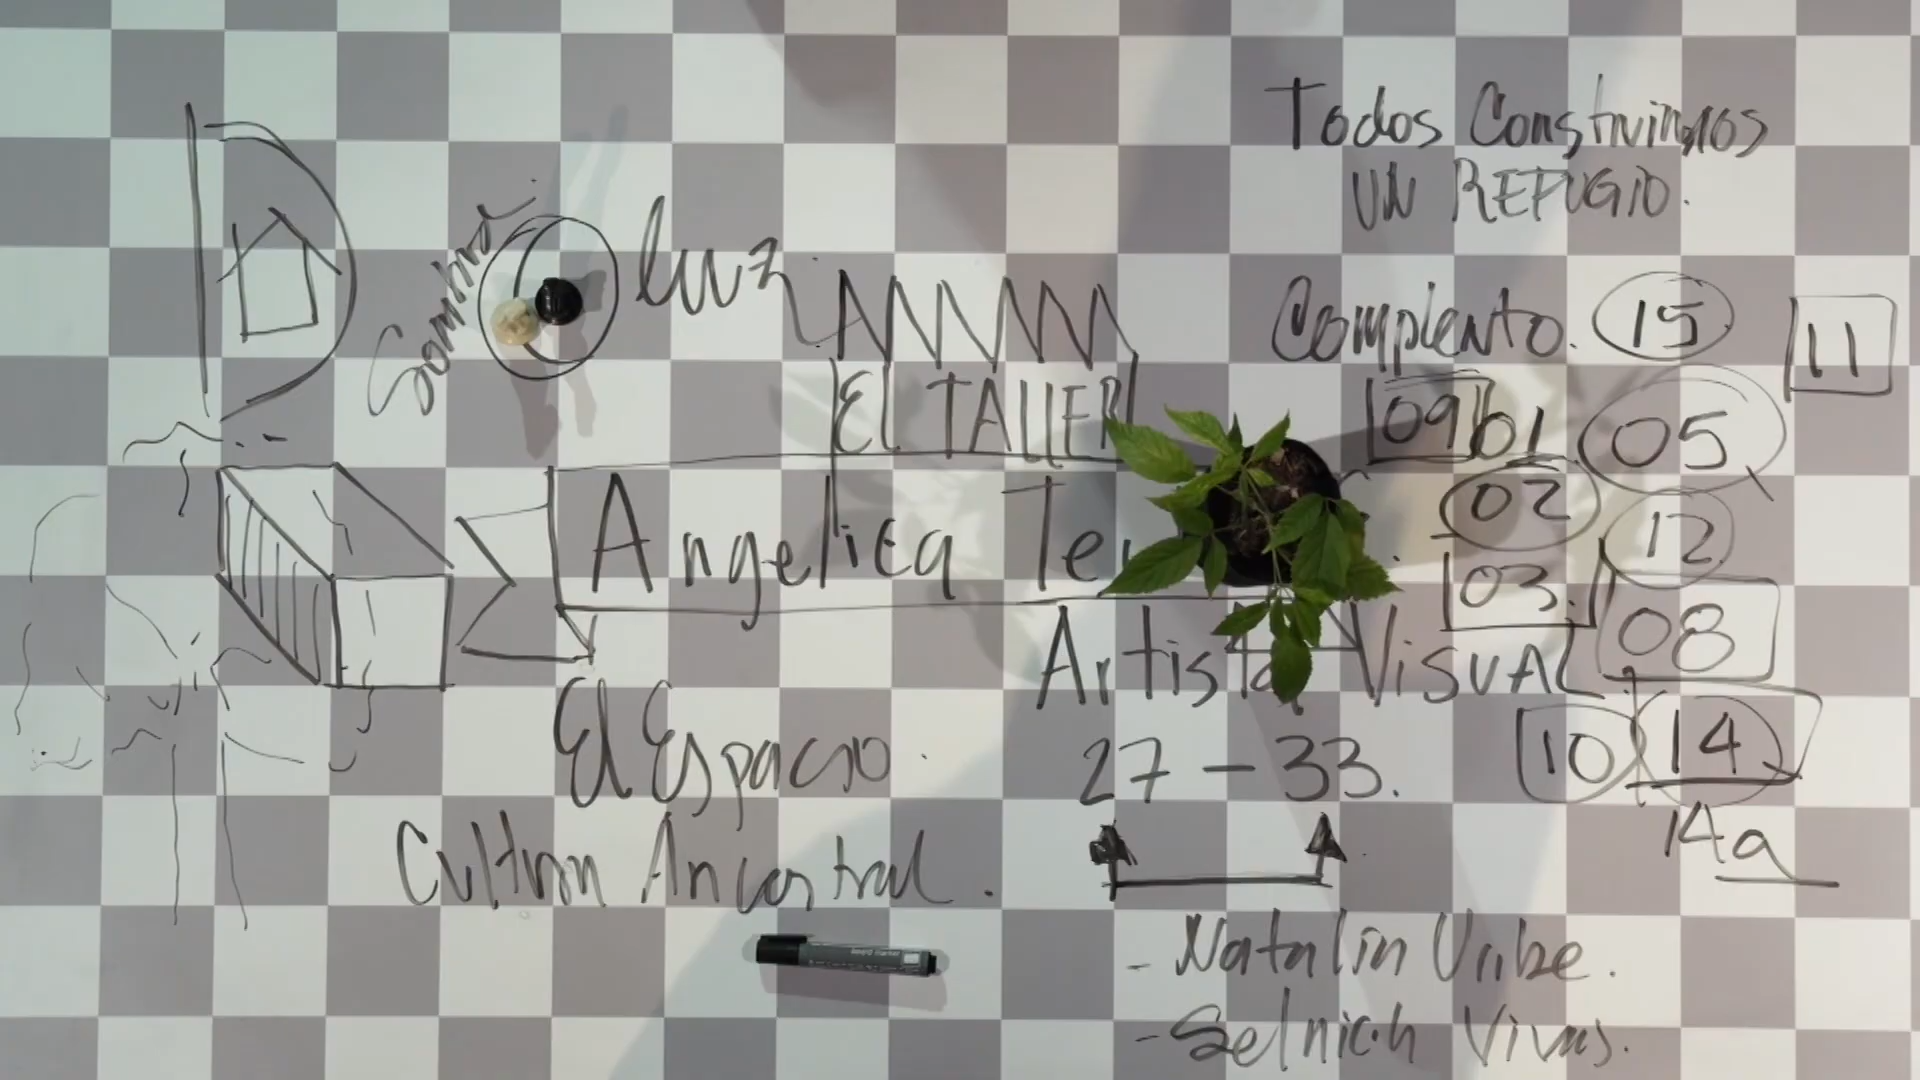 Todos Construimos
UN REFUGIO.
Sombra.
luz.
Complento. 15
11
EL TALLER
09 01 05
02
12
Angelica Te
03.
08
Artista Visual
El Espacio.
27 - 33.
10 14
14a
Cultura Ancestral.
- Natalia Uribe.
- Selnich Vivas.